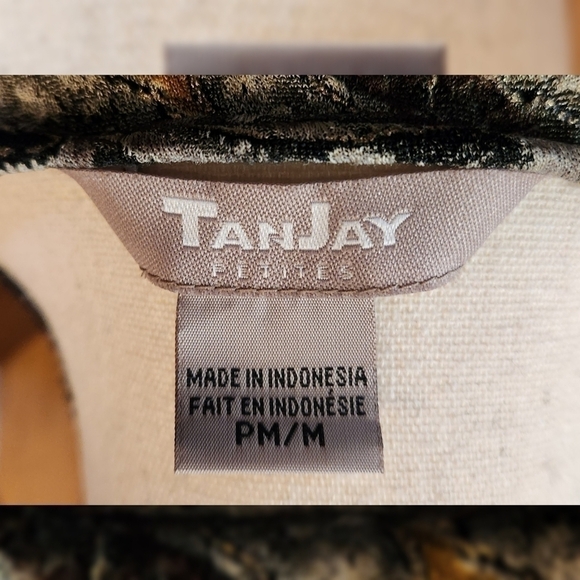 TANJAY
PETITES
MADE IN INDONESIA
FAIT EN INDONÉSIE
PM/M